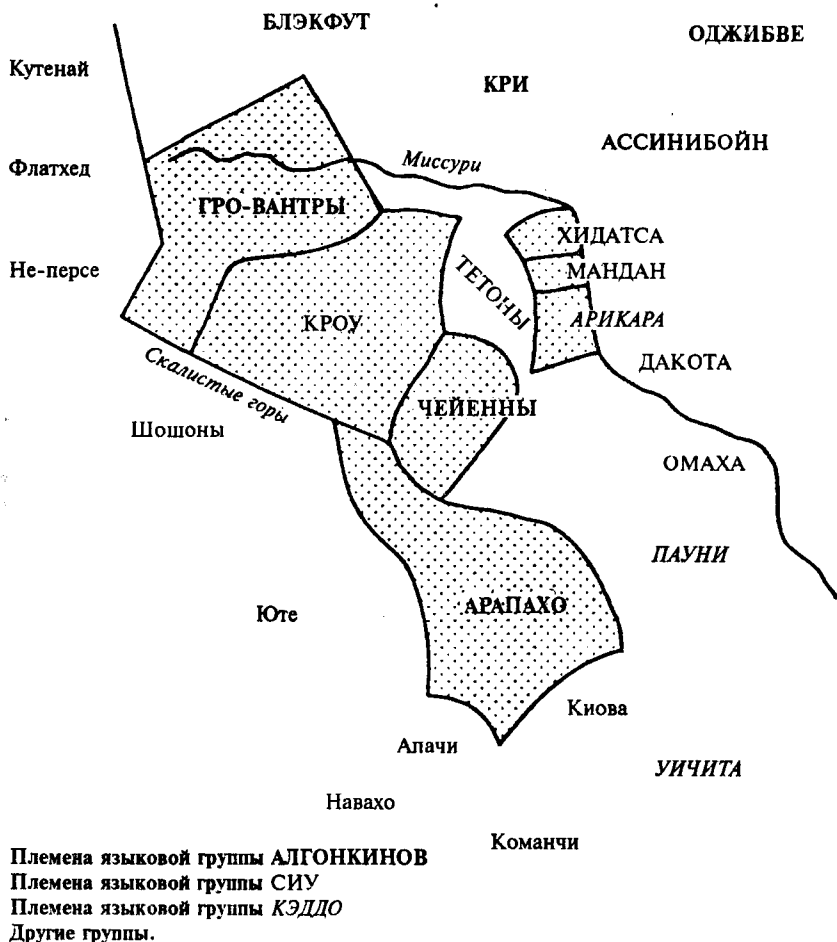 БЛЭКФУТ
ОДЖИБВЕ
Кутенай
КРИ
АССИНИБОЙН
Миссури
Флатхед
ГРО-ВАНТРЫ
ХИДАТСА
Не-персе
ТЕТОНЫ
МАНДАН
КРОУ
АРИКАРА
ДАКОТА
Скалистые горы
ЧЕЙЕННЫ
Шошоны
ОМАХА
ПАУНИ
АРАПАХО
Юте
Киова
Апачи
УИЧИТА
Навахо
Команчи
Племена языковой группы АЛГОНКИНОВ
Племена языковой группы СИУ
Племена языковой группы КЭДДО
Другие группы.